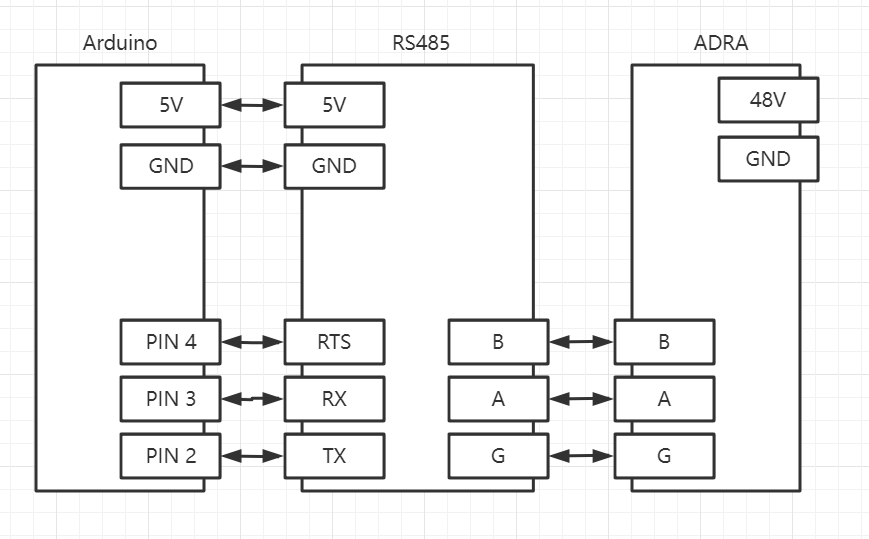 Arduino
RS485
ADRA
5V
5V
48V
GND
GND
GND
PIN 4
RTS
B
B
PIN 3
RX
A
A
PIN 2
TX
G
G